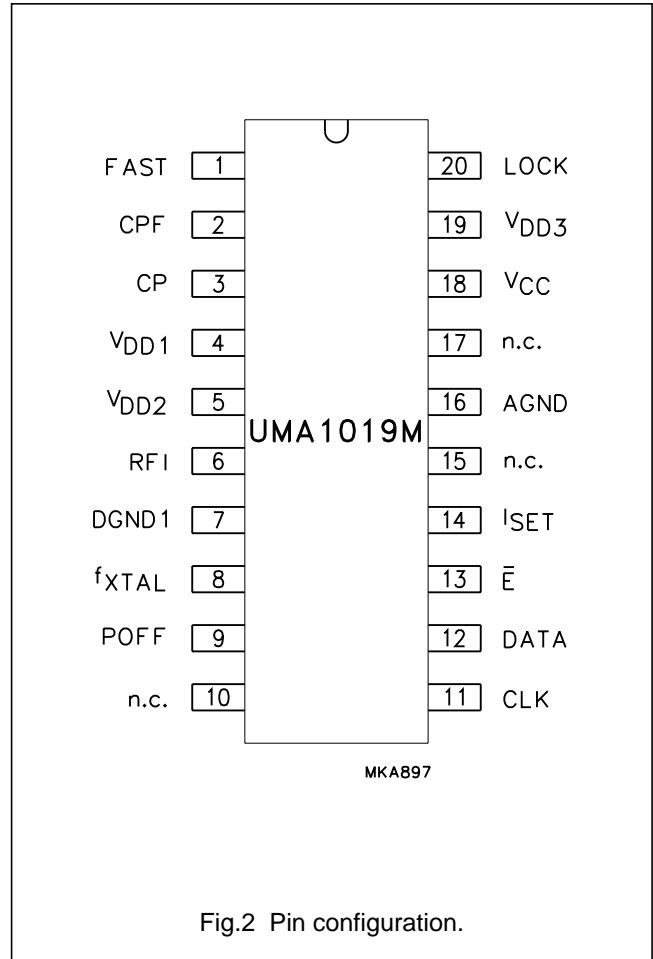 FAST 1 20 LOCK
CPF 2 19 VDD3
CP 3 18 VCC
VDD1 4 17 n.c.
VDD2 5 16 AGND
UMA1019M
RFI 6 15 n.c.
DGND1 7 14 ISET
fXTAL 8 13 E̅
POFF 9 12 DATA
n.c. 10 11 CLK
MKA897
Fig.2 Pin configuration.